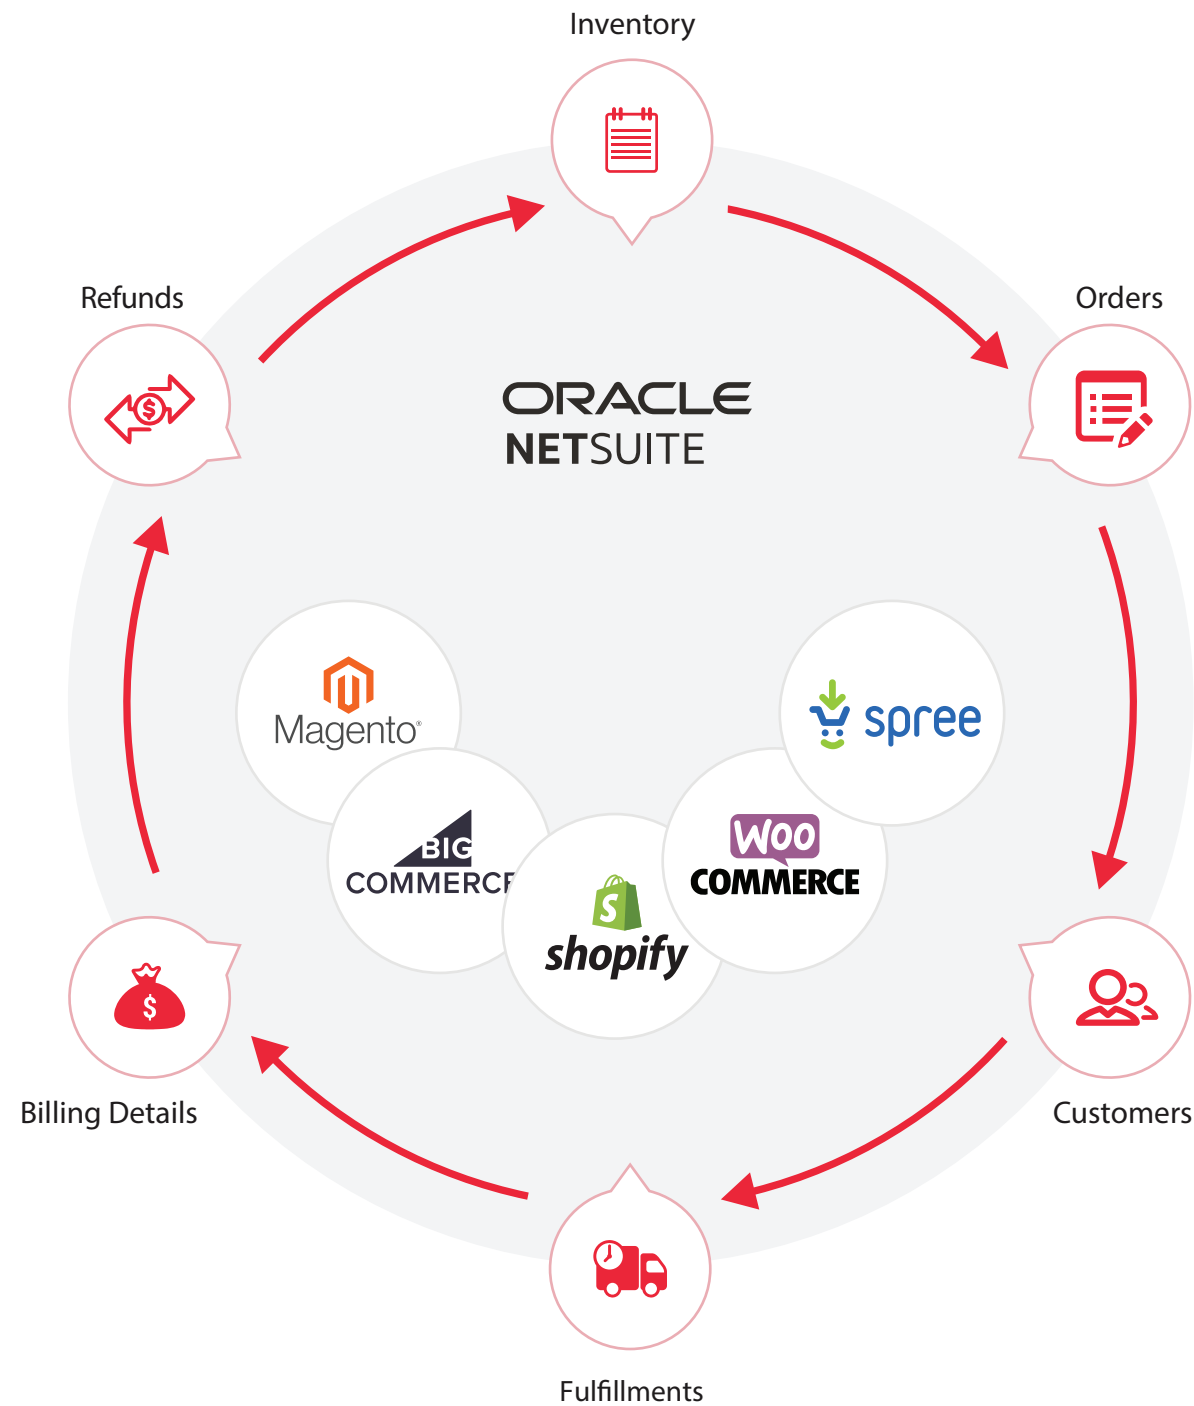 Inventory
Refunds
Orders
$
ORACLE
NETSUITE
Magento®
spree
BIG
COMMERCE
WOO
COMMERCE
S
shopify
$
Billing Details
Customers
Fulfillments